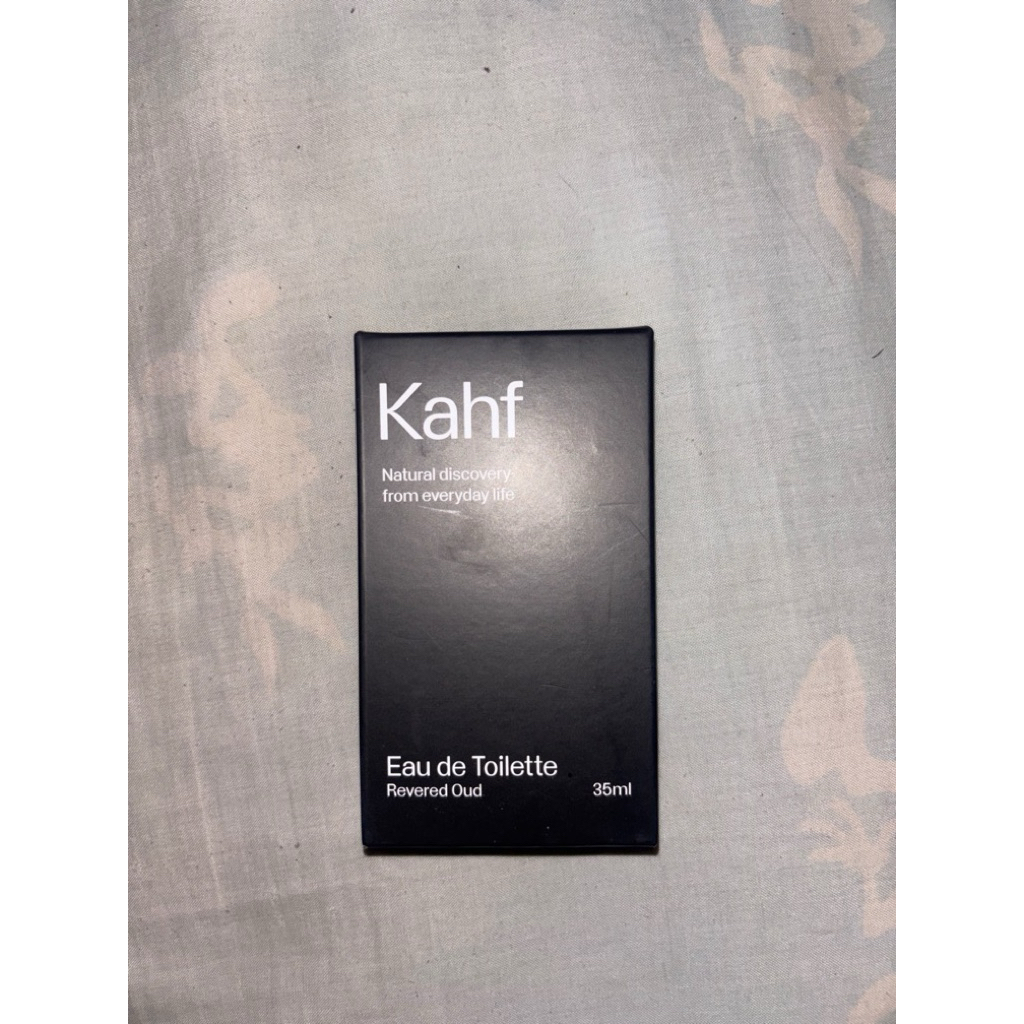 Kahf
Natural discovery
from everyday life
Eau de Toilette
Revered Oud 35ml